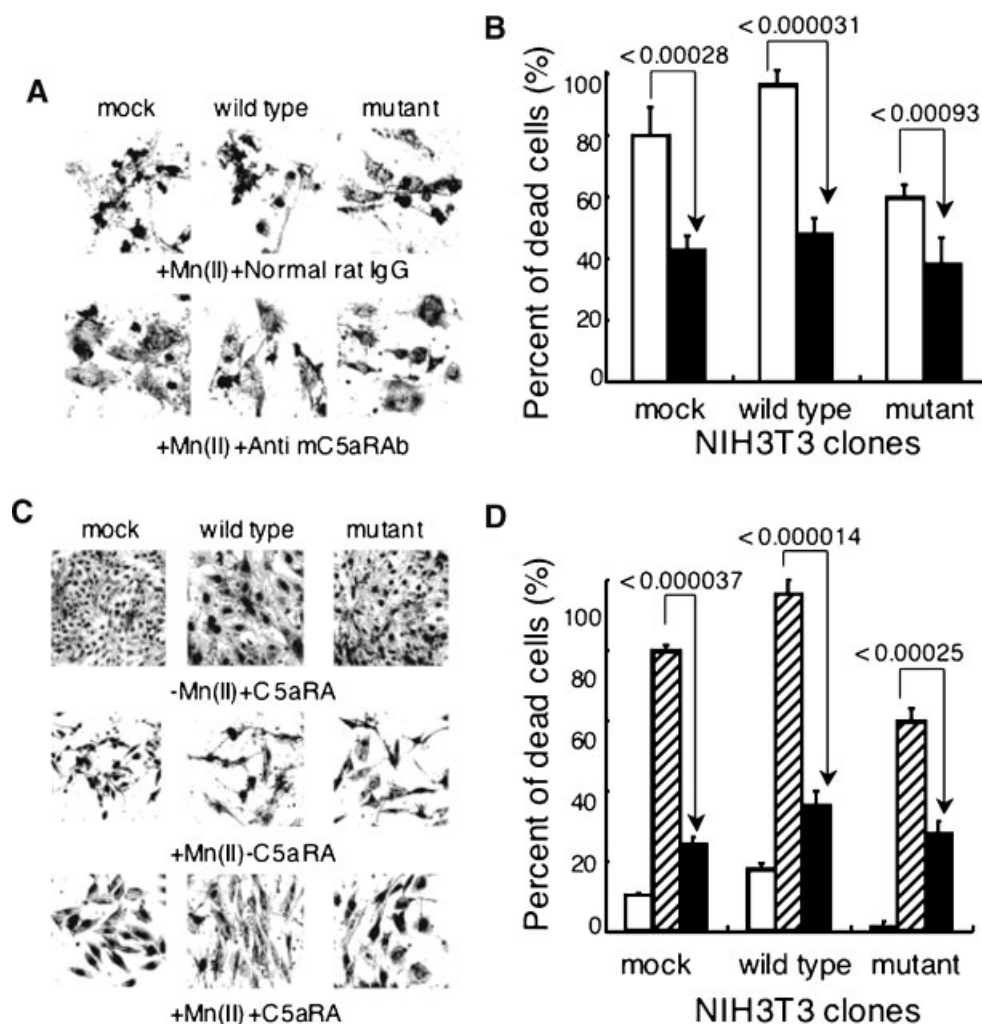 A
mock wild type mutant
+Mn(II)+Normal rat IgG
+Mn(II)+Anti mC5aRAb
B
Percent of dead cells (%)
<0.00028
<0.000031
<0.00093
100
80
60
40
20
0
mock wild type mutant
NIH3T3 clones
C
mock wild type mutant
-Mn(II)+C5aRA
+Mn(II)-C5aRA
+Mn(II)+C5aRA
D
Percent of dead cells (%)
<0.000037
<0.000014
<0.00025
100
80
60
40
20
0
mock wild type mutant
NIH3T3 clones